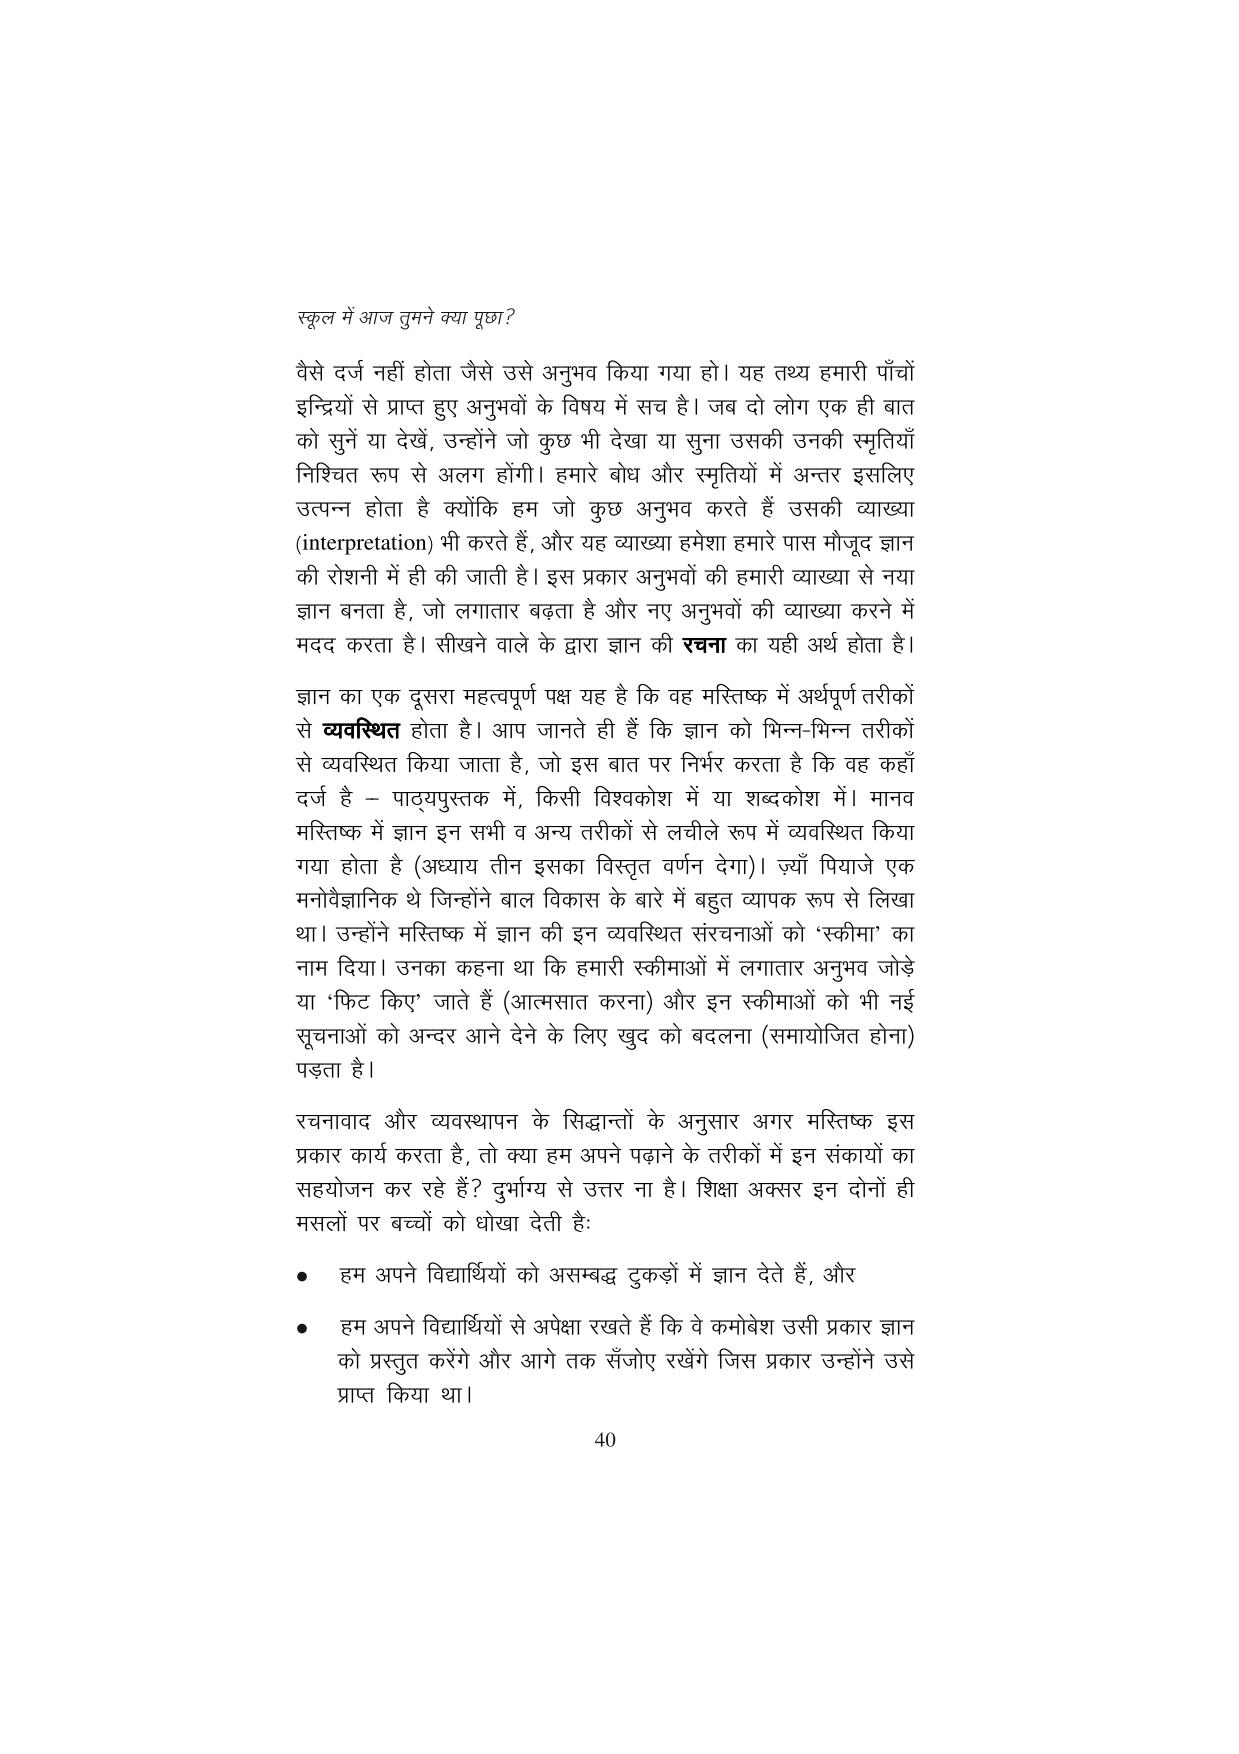 स्कूल में आज तुमने क्या पूछा?
वैसे दर्ज नहीं होता जैसे उसे अनुभव किया गया हो। यह तथ्य हमारी पाँचों
इन्द्रियों से प्राप्त हुए अनुभवों के विषय में सच है। जब दो लोग एक ही बात
को सुनें या देखें, उन्होंने जो कुछ भी देखा या सुना उसकी उनकी स्मृतियाँ
निश्चित रूप से अलग होंगी। हमारे बोध और स्मृतियों में अन्तर इसलिए
उत्पन्न होता है क्योंकि हम जो कुछ अनुभव करते हैं उसकी व्याख्या
(interpretation) भी करते हैं, और यह व्याख्या हमेशा हमारे पास मौजूद ज्ञान
की रोशनी में ही की जाती है। इस प्रकार अनुभवों की हमारी व्याख्या से नया
ज्ञान बनता है, जो लगातार बढ़ता है और नए अनुभवों की व्याख्या करने में
मदद करता है। सीखने वाले के द्वारा ज्ञान की रचना का यही अर्थ होता है।
ज्ञान का एक दूसरा महत्वपूर्ण पक्ष यह है कि वह मस्तिष्क में अर्थपूर्ण तरीकों
से व्यवस्थित होता है। आप जानते ही हैं कि ज्ञान को भिन्न-भिन्न तरीकों
से व्यवस्थित किया जाता है, जो इस बात पर निर्भर करता है कि वह कहाँ
दर्ज है – पाठ्यपुस्तक में, किसी विश्वकोश में या शब्दकोश में। मानव
मस्तिष्क में ज्ञान इन सभी व अन्य तरीकों से लचीले रूप में व्यवस्थित किया
गया होता है (अध्याय तीन इसका विस्तृत वर्णन देगा)। ज़्याँ पियाजे एक
मनोवैज्ञानिक थे जिन्होंने बाल विकास के बारे में बहुत व्यापक रूप से लिखा
था। उन्होंने मस्तिष्क में ज्ञान की इन व्यवस्थित संरचनाओं को ‘स्कीमा’ का
नाम दिया। उनका कहना था कि हमारी स्कीमाओं में लगातार अनुभव जोड़े
या ‘फिट किए’ जाते हैं (आत्मसात करना) और इन स्कीमाओं को भी नई
सूचनाओं को अन्दर आने देने के लिए खुद को बदलना (समायोजित होना)
पड़ता है।
रचनावाद और व्यवस्थापन के सिद्धान्तों के अनुसार अगर मस्तिष्क इस
प्रकार कार्य करता है, तो क्या हम अपने पढ़ाने के तरीकों में इन संकायों का
सहयोजन कर रहे हैं? दुर्भाग्य से उत्तर ना है। शिक्षा अक्सर इन दोनों ही
मसलों पर बच्चों को धोखा देती हैः
● हम अपने विद्यार्थियों को असम्बद्ध टुकड़ों में ज्ञान देते हैं, और
● हम अपने विद्यार्थियों से अपेक्षा रखते हैं कि वे कमोबेश उसी प्रकार ज्ञान
को प्रस्तुत करेंगे और आगे तक सँजोए रखेंगे जिस प्रकार उन्होंने उसे
प्राप्त किया था।
40